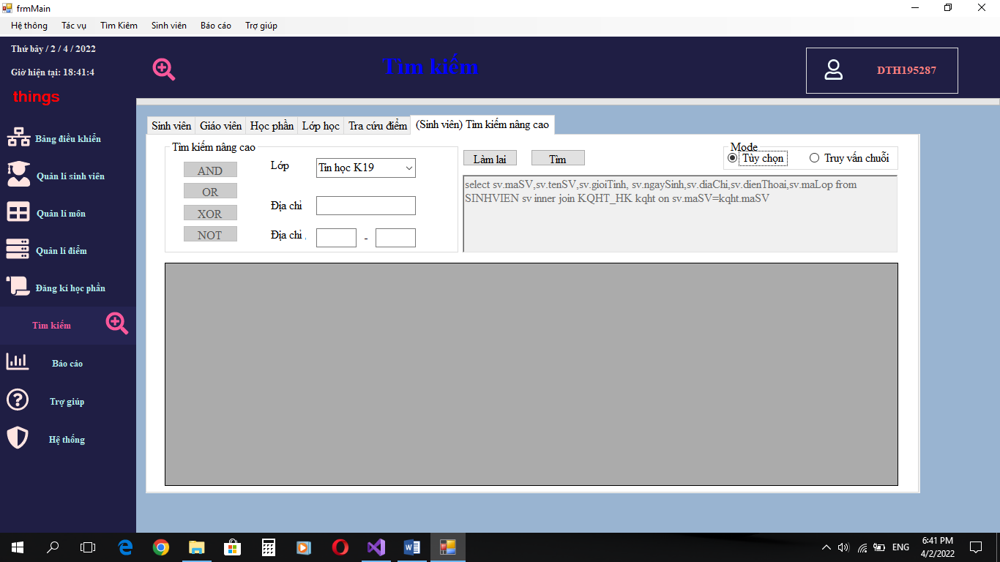 frmMain
Hệ thông Tác vụ Tìm Kiêm Sinh viên Báo cáo Trợ giúp
Thứ bảy / 2 / 4 / 2022
Giờ hiện tại: 18:41:4
things
Tìm kiếm
DTH195287
Bảng điều khiển
Quản lí sinh viên
Quản lí môn
Quản lí điểm
Đăng kí học phần
Tìm kiếm
Báo cáo
Trợ giúp
Hệ thống
Sinh viên Giáo viên Học phần Lớp học Tra cứu điểm (Sinh viên) Tìm kiếm nâng cao
Tìm kiếm nâng cao
AND
OR
XOR
NOT
Lớp Tin học K19
Địa chỉ
Địa chỉ -
Làm lai Tìm
Mode
Tùy chọn Truy vấn chuỗi
select sv.maSV,sv.tenSV,sv.gioiTinh, sv.ngaySinh,sv.diaChi,sv.dienThoai,sv.maLop from
SINHVIEN sv inner join KQHT_HK kqht on sv.maSV=kqht.maSV
ENG
6:41 PM
4/2/2022